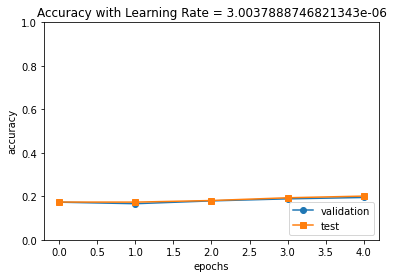 Accuracy with Learning Rate = 3.0037888746821343e-06
1.0
0.8
0.6
0.4
0.2
0.0
accuracy
validation
test
0.0 0.5 1.0 1.5 2.0 2.5 3.0 3.5 4.0
epochs